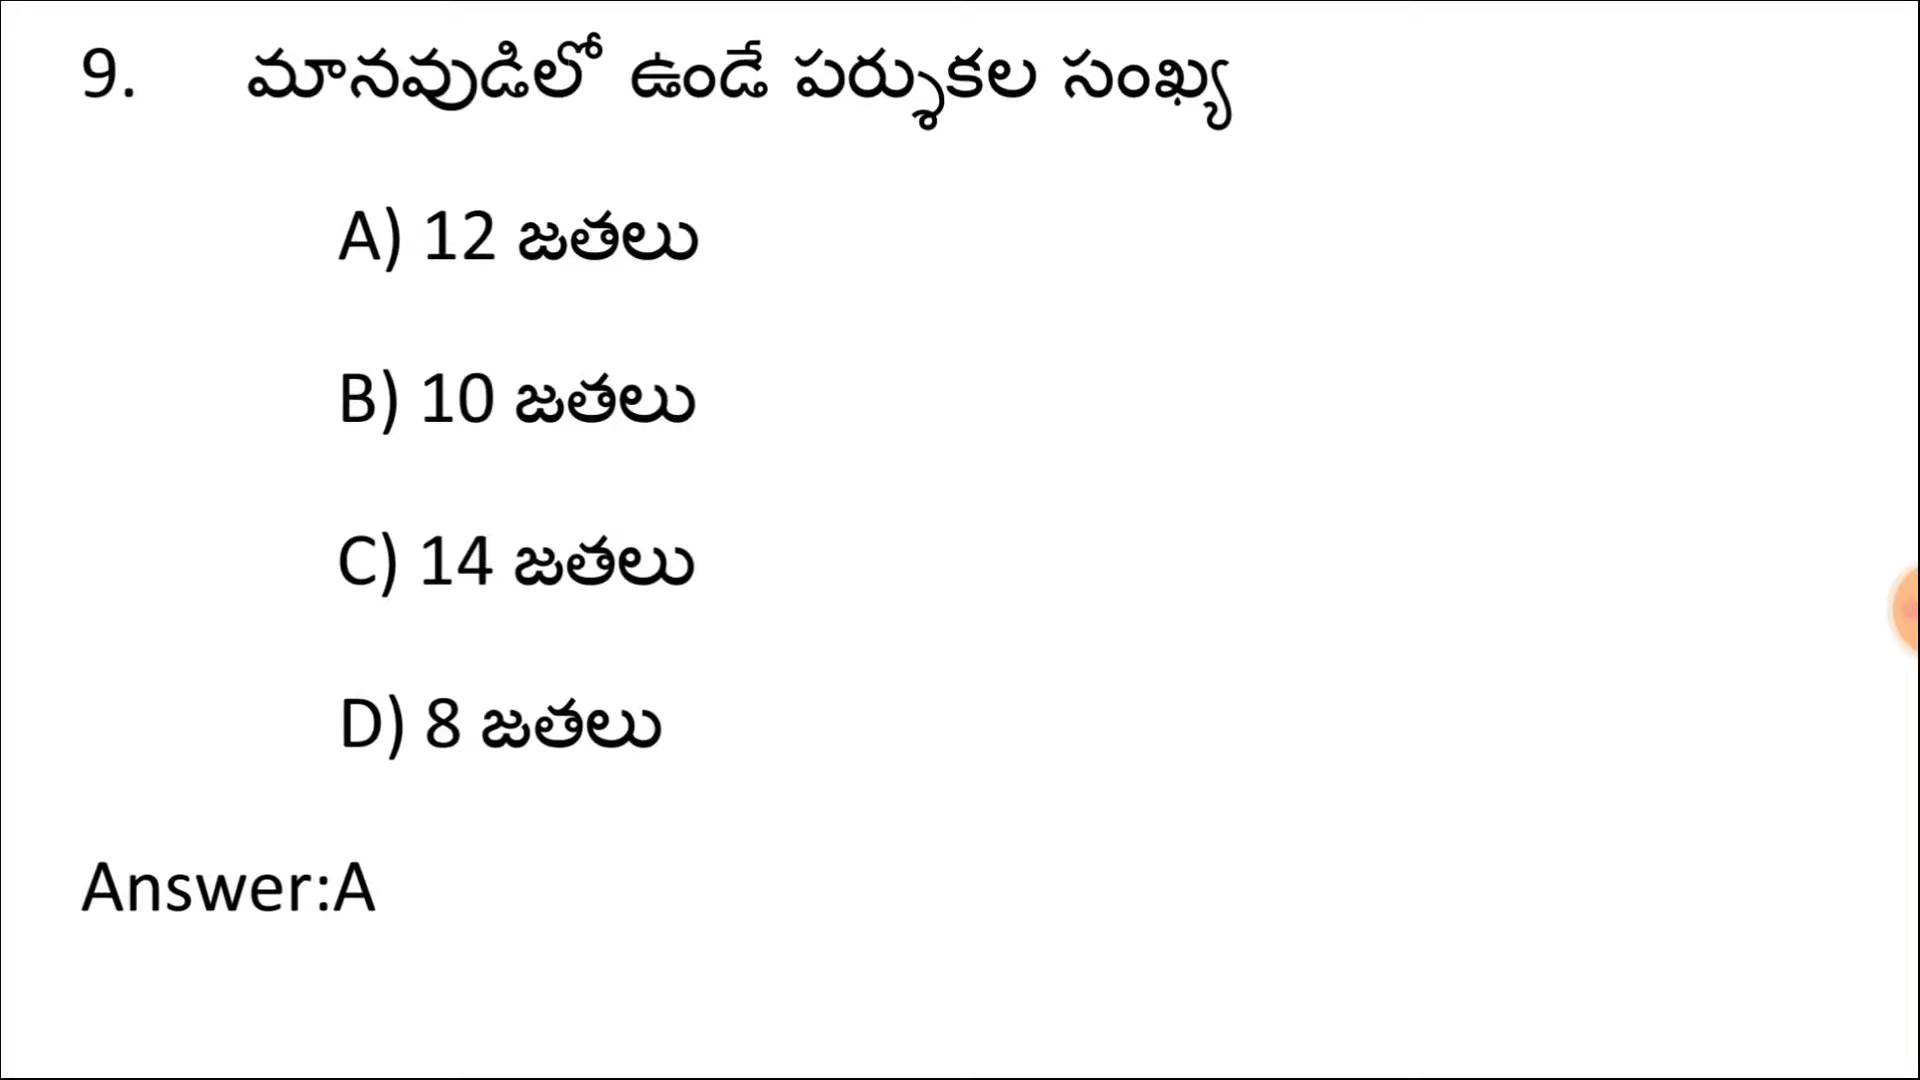 9. మానవుడిలో ఉండే పర్శుకల సంఖ్య
A) 12 జతలు
B) 10 జతలు
C) 14 జతలు
D) 8 జతలు
Answer:A